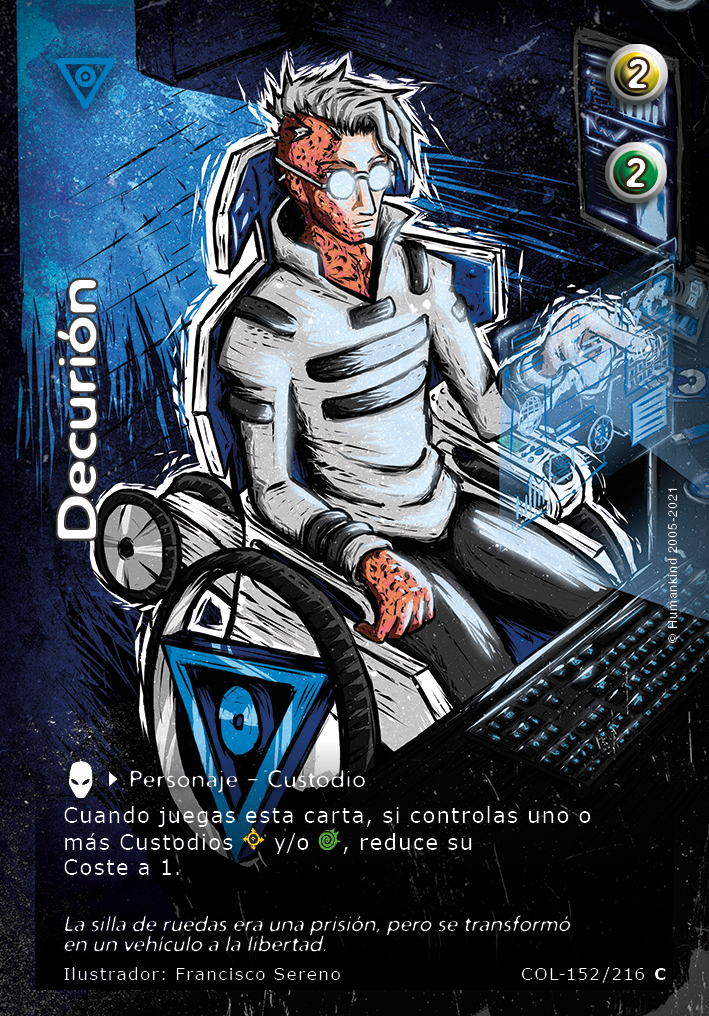 2
2
Decurión
© Humankind 2005-2021
Personaje – Custodio
Cuando juegas esta carta, si controlas uno o
más Custodios y/o , reduce su
Coste a 1.
La silla de ruedas era una prisión, pero se transformó
en un vehículo a la libertad.
Ilustrador: Francisco Sereno
COL-152/216 C